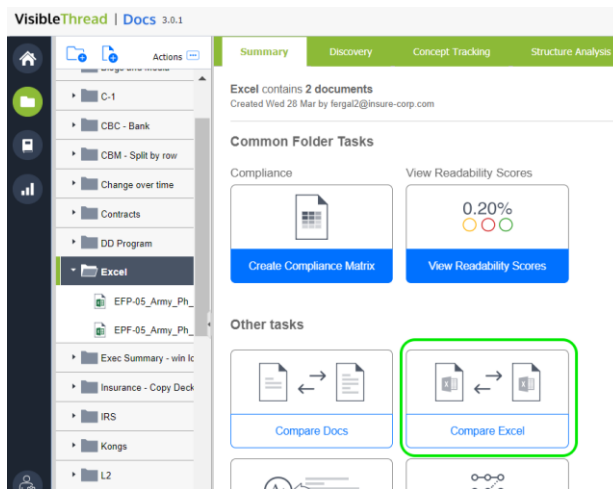 VisibleThread | Docs 3.0.1
Actions
Summary
Discovery
Concept Tracking
Structure Analysis
C-1
CBC - Bank
CBM - Split by row
Change over time
Contracts
DD Program
Excel
EFP-05_Army_Ph_
EPF-05_Army_Ph_
Exec Summary - win lo
Insurance - Copy Deck
IRS
Kongs
L2
Excel contains 2 documents
Created Wed 28 Mar by fergal2@insure-corp.com
Common Folder Tasks
Compliance
View Readability Scores
0.20%
Create Compliance Matrix
View Readability Scores
Other tasks
Compare Docs
Compare Excel